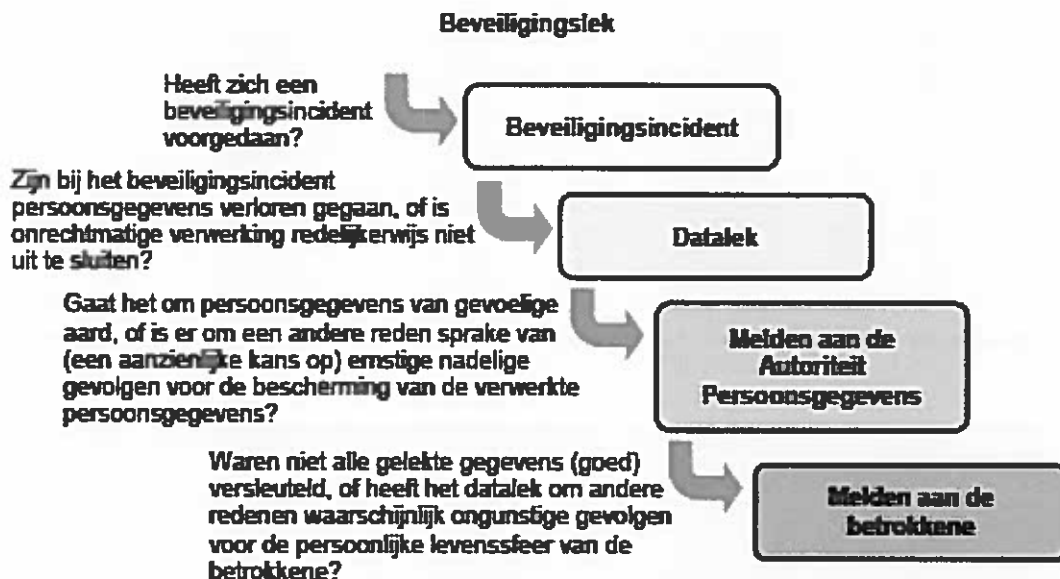 Beveiligingslek
Heeft zich een
beveiligingsincident
voorgedaan?
Beveiligingsincident
Zijn bij het beveiligingsincident
persoonsgegevens verloren gegaan, of is
onrechtmatige verwerking redelijkerwijs niet
uit te sluiten?
Datalek
Gaat het om persoonsgegevens van gevoelige
aard, of is er om een andere reden sprake van
(een aanzienlijke kans op) ernstige nadelige
gevolgen voor de bescherming van de verwerkte
persoonsgegevens?
Melden aan de
Autoriteit
Persoonsgegevens
Waren niet alle gelekte gegevens (goed)
versleuteld, of heeft het datalek om andere
redenen waarschijnlijk ongunstige gevolgen
voor de persoonlijke levenssfeer van de
betrokkene?
Melden aan de
betrokkene